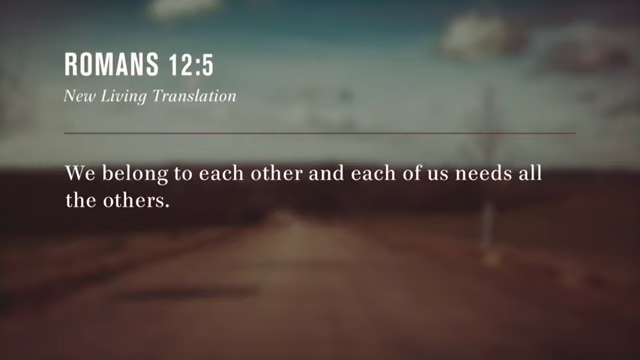 ROMANS 12:5
New Living Translation
We belong to each other and each of us needs all
the others.